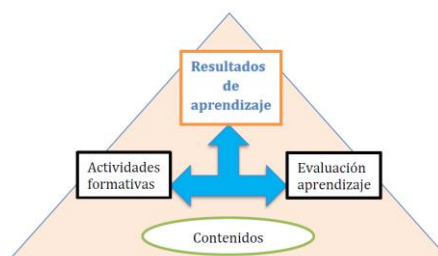 Resultados
de
aprendizaje
Actividades
formativas
Evaluación
aprendizaje
Contenidos